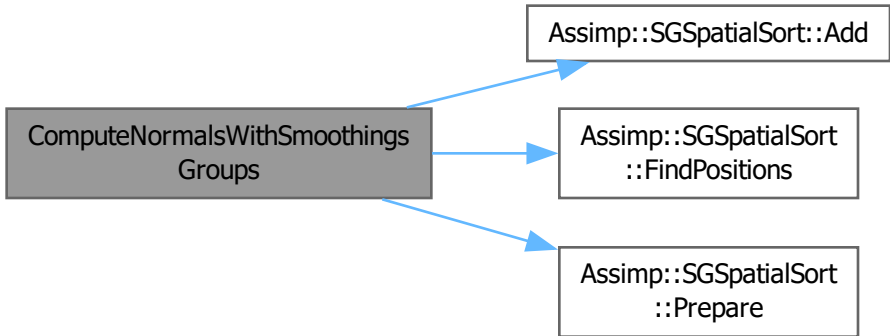 Assimp::SGSpatialSort::Add
ComputeNormalsWithSmoothings
Groups
Assimp::SGSpatialSort
::FindPositions
Assimp::SGSpatialSort
::Prepare